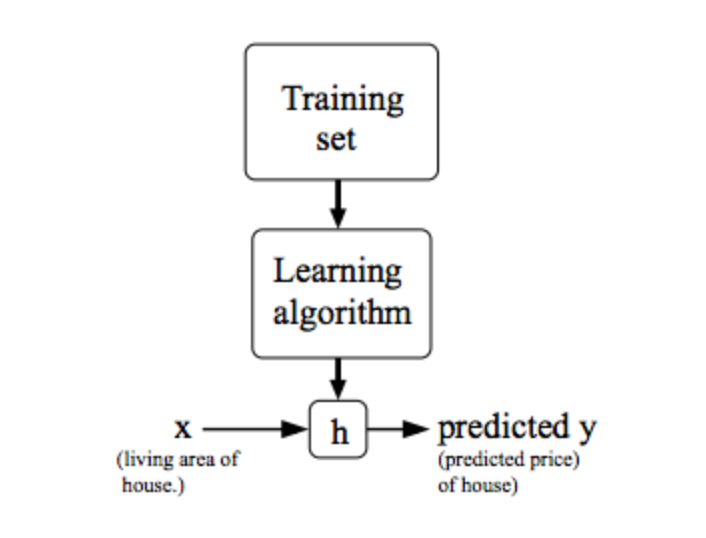 Training
set
Learning
algorithm
x
h
predicted y
(living area of
house.)
(predicted price)
of house)